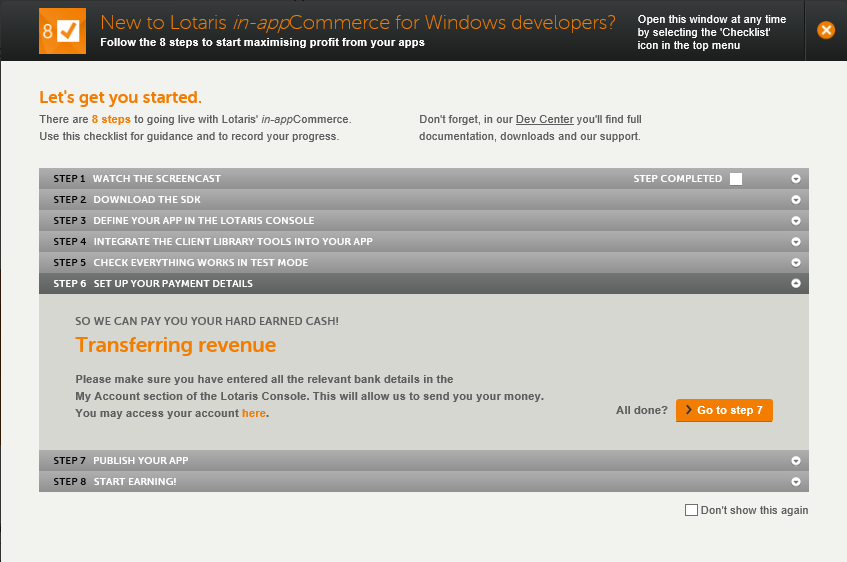 8
New to Lotaris in-appCommerce for Windows developers?
Follow the 8 steps to start maximising profit from your apps
Open this window at any time
by selecting the 'Checklist'
icon in the top menu
Let's get you started.
There are 8 steps to going live with Lotaris' in-appCommerce.
Use this checklist for guidance and to record your progress.
Don't forget, in our Dev Center you'll find full
documentation, downloads and our support.
STEP 1 WATCH THE SCREENCAST STEP COMPLETED
STEP 2 DOWNLOAD THE SDK
STEP 3 DEFINE YOUR APP IN THE LOTARIS CONSOLE
STEP 4 INTEGRATE THE CLIENT LIBRARY TOOLS INTO YOUR APP
STEP 5 CHECK EVERYTHING WORKS IN TEST MODE
STEP 6 SET UP YOUR PAYMENT DETAILS
SO WE CAN PAY YOU YOUR HARD EARNED CASH!
Transferring revenue
Please make sure you have entered all the relevant bank details in the
My Account section of the Lotaris Console. This will allow us to send you your money.
You may access your account here.
All done? Go to step 7
STEP 7 PUBLISH YOUR APP
STEP 8 START EARNING!
Don't show this again